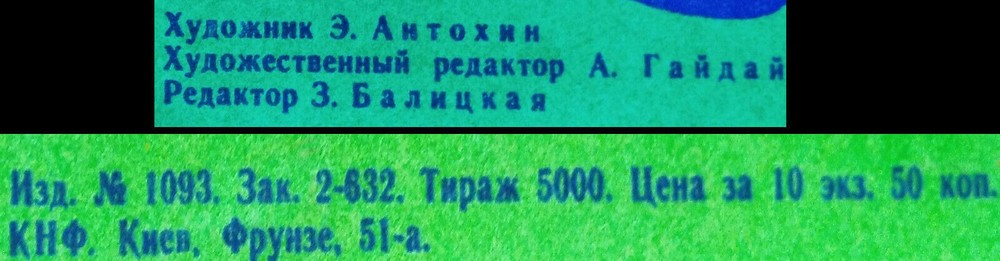 Художник Э. Антохин
Художественный редактор А. Гайдай
Редактор З. Балицкая
Изд. № 1093. Зак. 2-632. Тираж 5000. Цена за 10 экз. 50 коп.
КНФ. Киев, Фрунзе, 51-а.